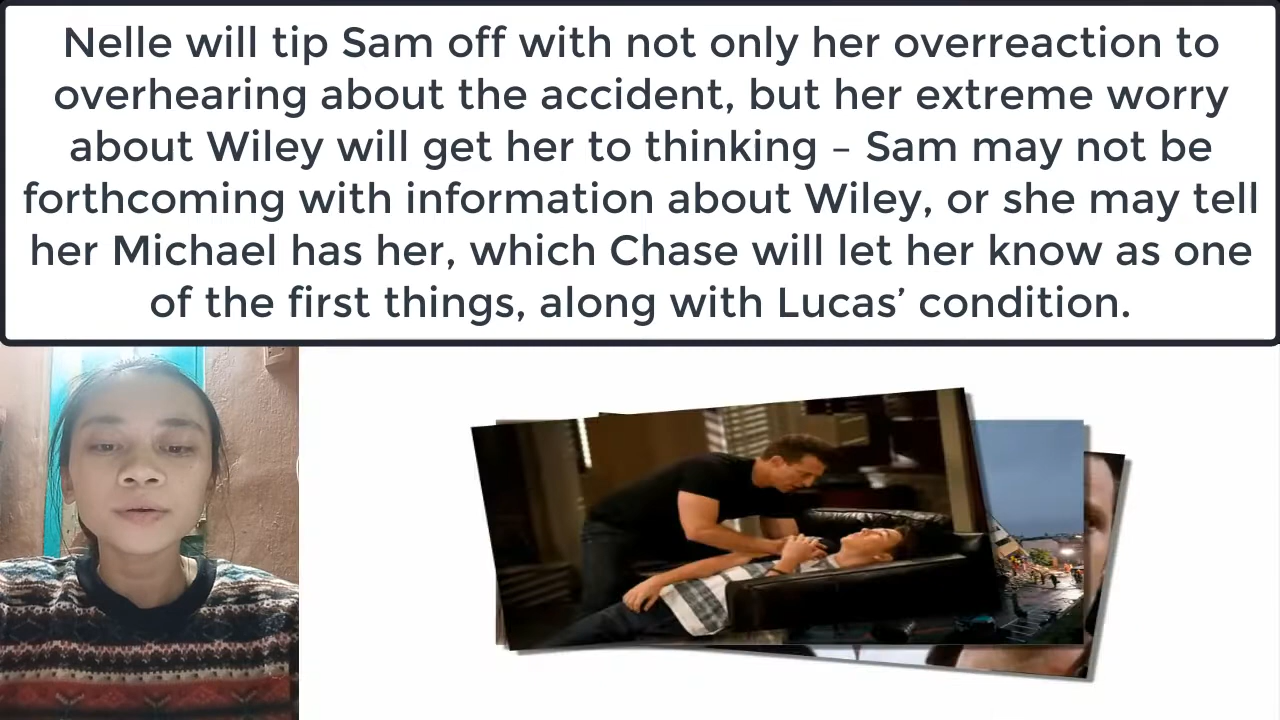 Nelle will tip Sam off with not only her overreaction to
overhearing about the accident, but her extreme worry
about Wiley will get her to thinking – Sam may not be
forthcoming with information about Wiley, or she may tell
her Michael has her, which Chase will let her know as one
of the first things, along with Lucas’ condition.